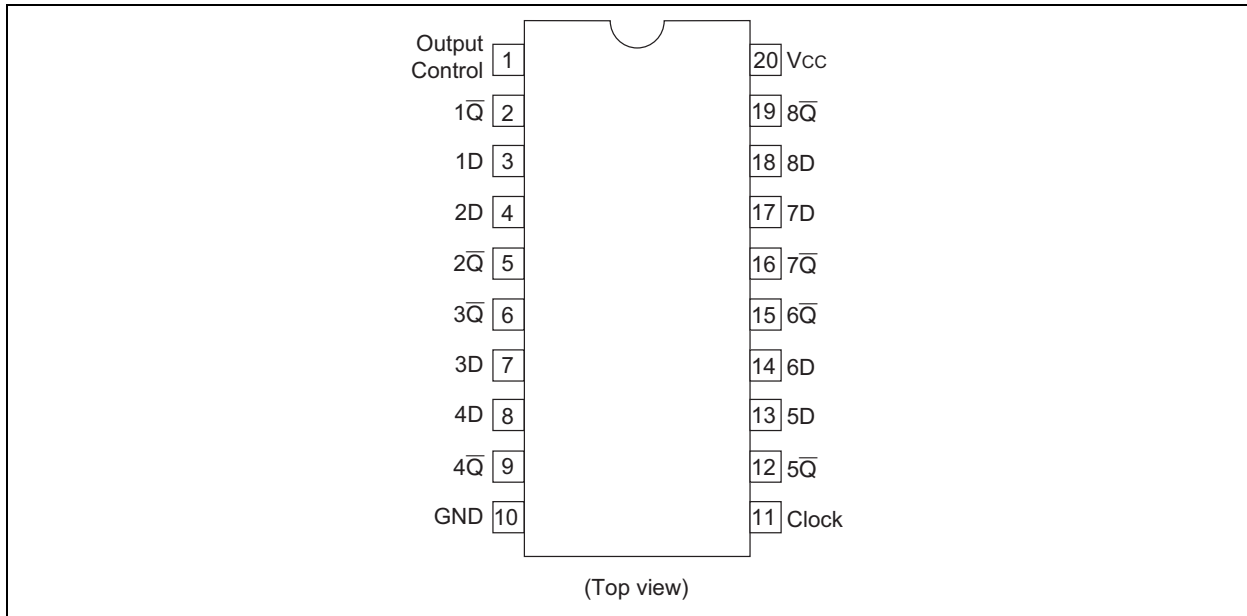 Output
Control 1
1Q̅ 2
1D 3
2D 4
2Q̅ 5
3Q̅ 6
3D 7
4D 8
4Q̅ 9
GND 10
20 VCC
19 8Q̅
18 8D
17 7D
16 7Q̅
15 6Q̅
14 6D
13 5D
12 5Q̅
11 Clock
(Top view)